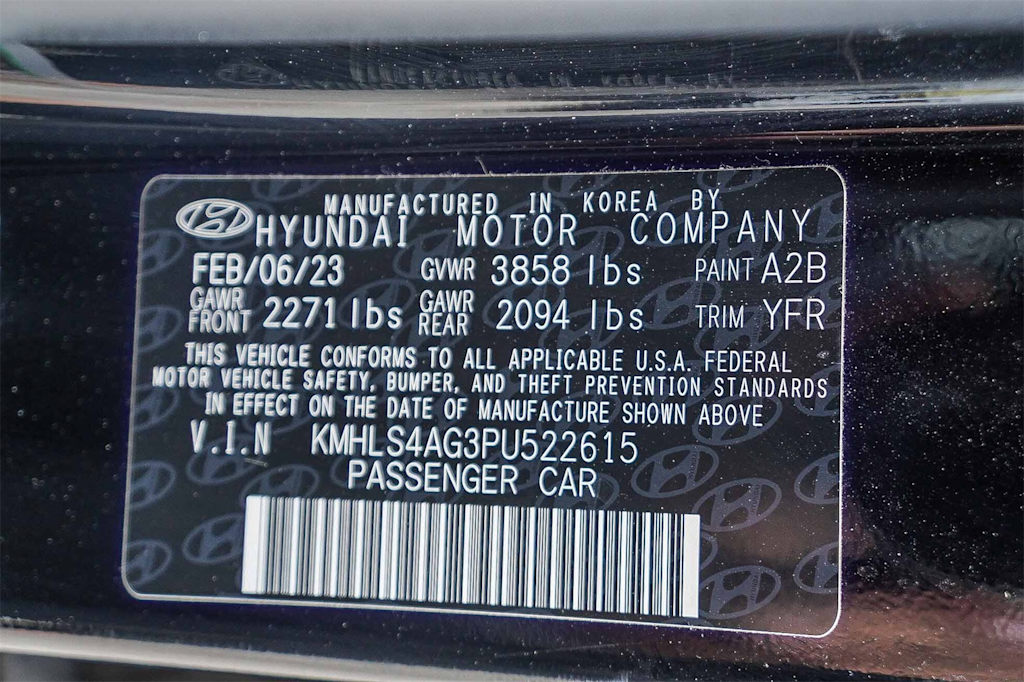 MANUFACTURED IN KOREA BY
HYUNDAI MOTOR COMPANY
FEB/06/23 GVWR 3858 lbs PAINT A2B
GAWR FRONT 2271 lbs GAWR REAR 2094 lbs TRIM YFR
THIS VEHICLE CONFORMS TO ALL APPLICABLE U.S.A. FEDERAL
MOTOR VEHICLE SAFETY, BUMPER, AND THEFT PREVENTION STANDARDS
IN EFFECT ON THE DATE OF MANUFACTURE SHOWN ABOVE
V.I.N KMHLS4AG3PU522615
PASSENGER CAR